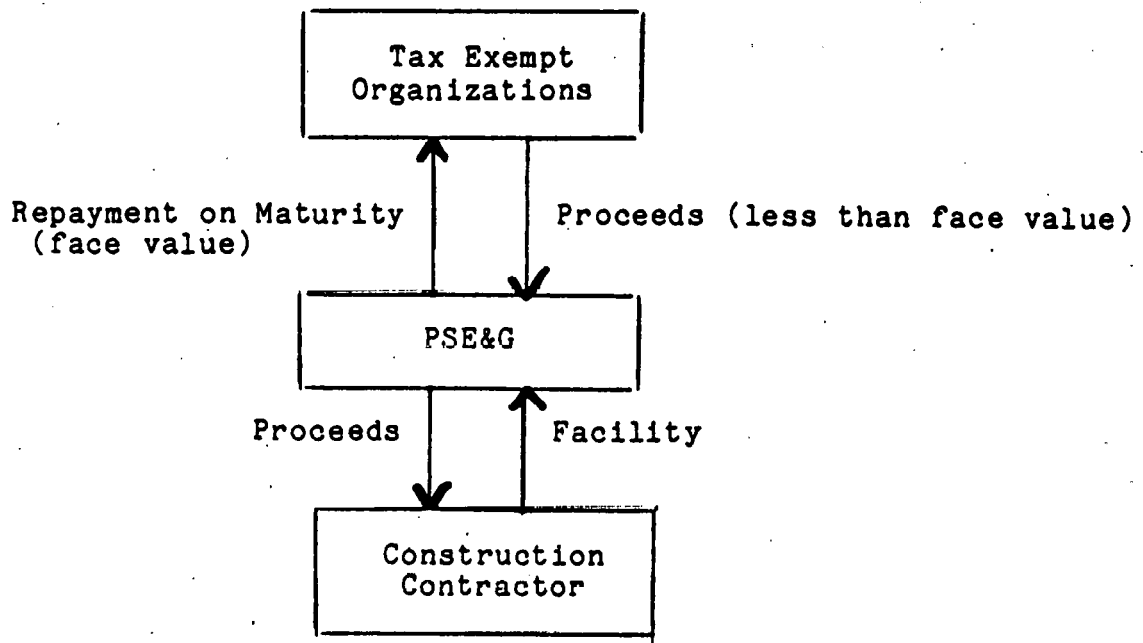 Tax Exempt
Organizations
Repayment on Maturity
(face value)
Proceeds (less than face value)
PSE&G
Proceeds
Facility
Construction
Contractor